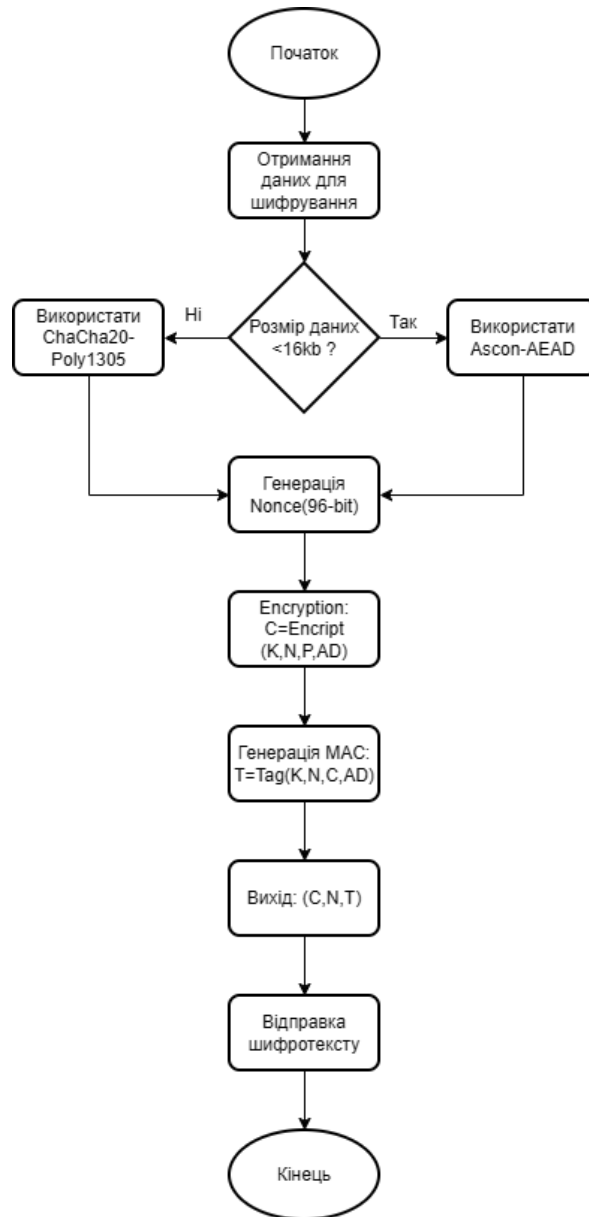 Початок
Отримання
даних для
шифрування
Ні
Розмір даних
<16kb ?
Так
Використати
ChaCha20-
Poly1305
Використати
Ascon-AEAD
Генерація
Nonce(96-bit)
Encryption:
C=Encript
(K,N,P,AD)
Генерація MAC:
T=Tag(K,N,C,AD)
Вихід: (C,N,T)
Відправка
шифротексту
Кінець